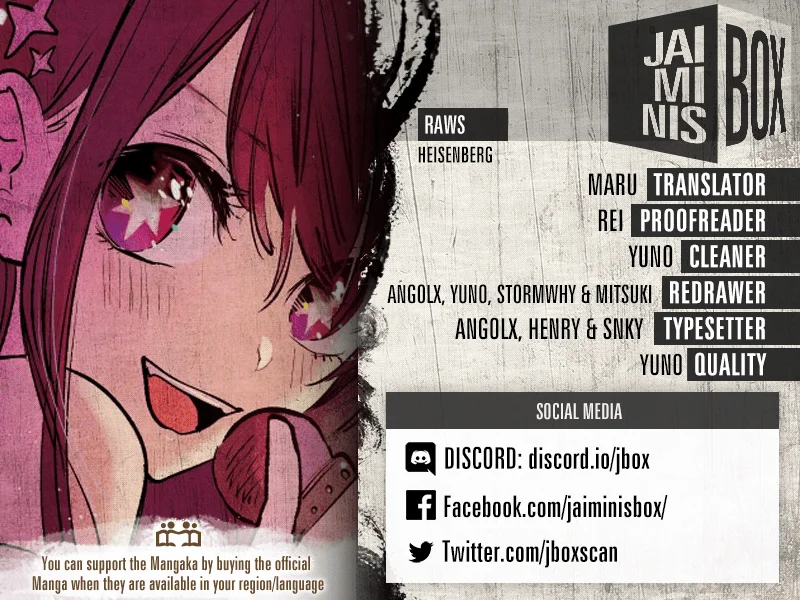 JAI
MI
NIS
BOX
RAWS
HEISENBERG
MARU TRANSLATOR
REI PROOFREADER
YUNO CLEANER
ANGOLX, YUNO, STORMWHY & MITSUKI REDRAWER
ANGOLX, HENRY & SNKY TYPESETTER
YUNO QUALITY
SOCIAL MEDIA
DISCORD: discord.io/jbox
Facebook.com/jaiminisbox/
Twitter.com/jboxscan
You can support the Mangaka by buying the official
Manga when they are available in your region/language